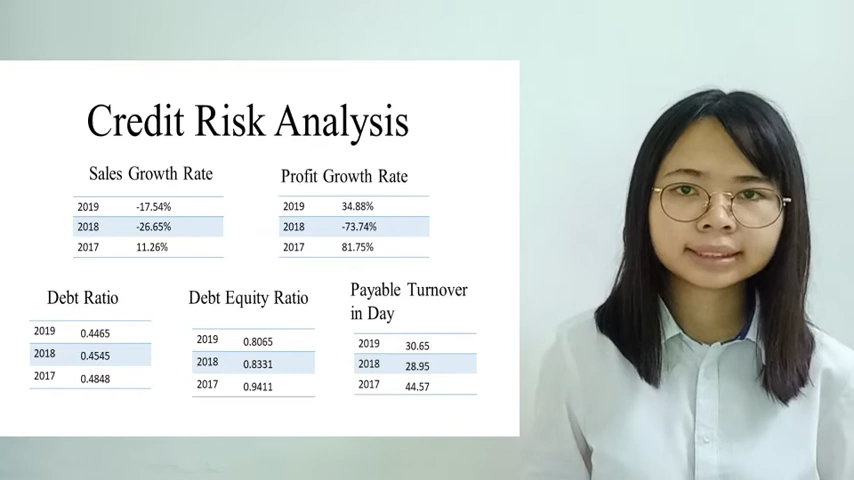 Credit Risk Analysis
Sales Growth Rate
2019 -17.54%
2018 -26.65%
2017 11.26%
Profit Growth Rate
2019 34.88%
2018 -73.74%
2017 81.75%
Debt Ratio
2019 0.4465
2018 0.4545
2017 0.4848
Debt Equity Ratio
2019 0.8065
2018 0.8331
2017 0.9411
Payable Turnover
in Day
2019 30.65
2018 28.95
2017 44.57